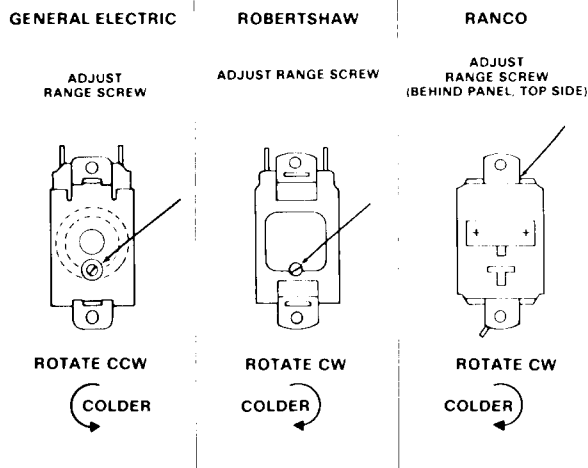 GENERAL ELECTRIC
ADJUST
RANGE SCREW
ROTATE CCW
COLDER
ROBERTSHAW
ADJUST RANGE SCREW
ROTATE CW
COLDER
RANCO
ADJUST
RANGE SCREW
(BEHIND PANEL, TOP SIDE)
ROTATE CW
COLDER